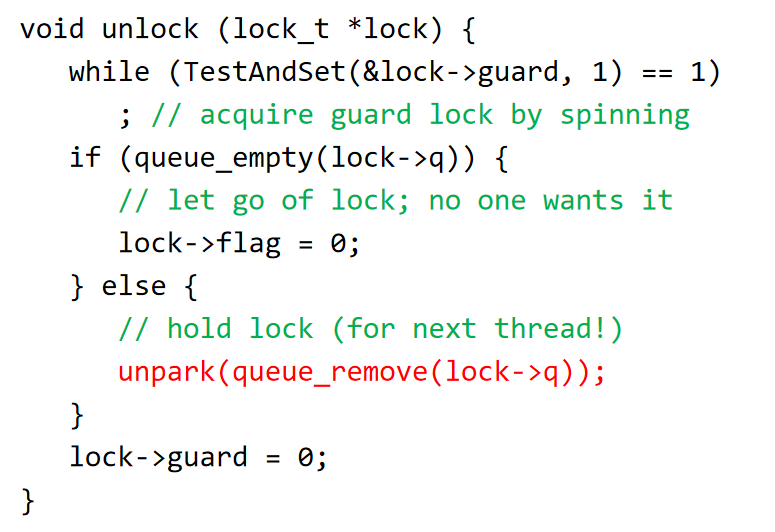 void unlock (lock_t *lock) {
   while (TestAndSet(&lock->guard, 1) == 1)
      ; // acquire guard lock by spinning
   if (queue_empty(lock->q)) {
      // let go of lock; no one wants it
      lock->flag = 0;
   } else {
      // hold lock (for next thread!)
      unpark(queue_remove(lock->q));
   }
   lock->guard = 0;
}